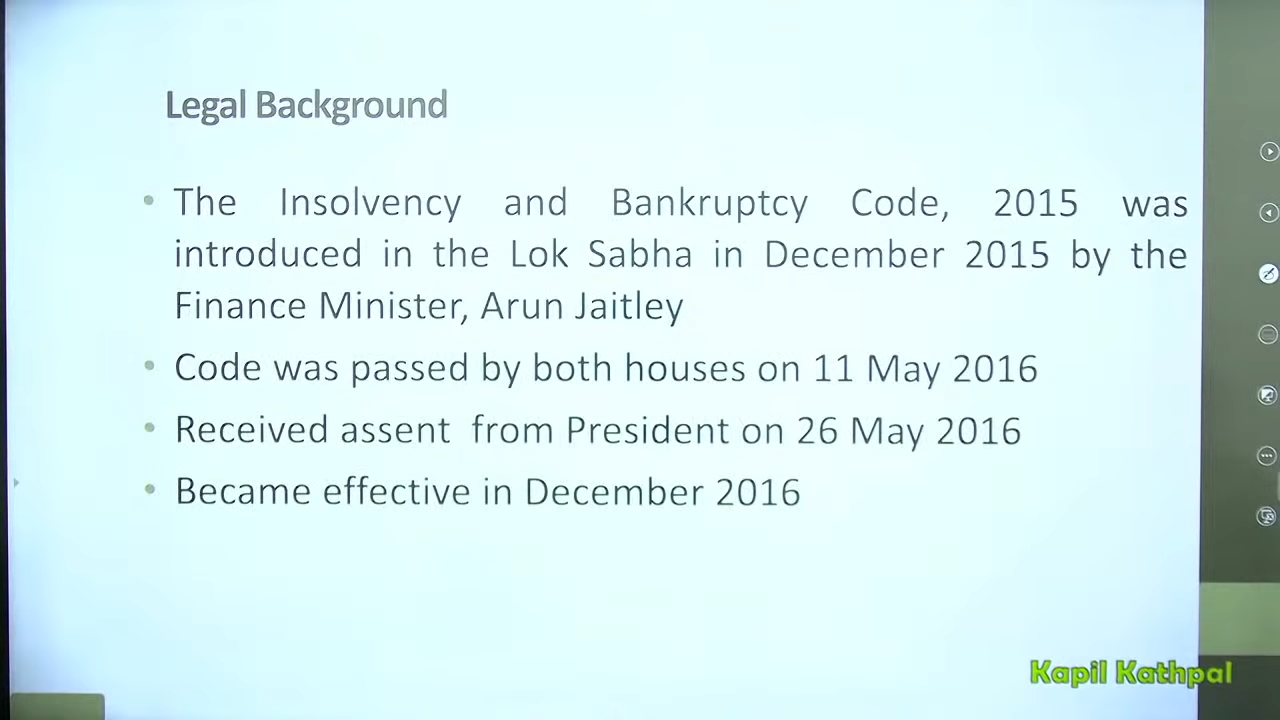 Legal Background
• The Insolvency and Bankruptcy Code, 2015 was
introduced in the Lok Sabha in December 2015 by the
Finance Minister, Arun Jaitley
• Code was passed by both houses on 11 May 2016
• Received assent from President on 26 May 2016
• Became effective in December 2016
Kapil Kathpal